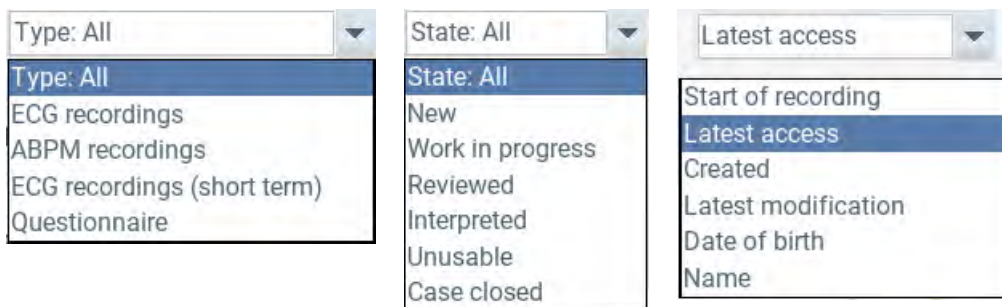 Type: All
Type: All
ECG recordings
ABPM recordings
ECG recordings (short term)
Questionnaire
State: All
State: All
New
Work in progress
Reviewed
Interpreted
Unusable
Case closed
Latest access
Start of recording
Latest access
Created
Latest modification
Date of birth
Name